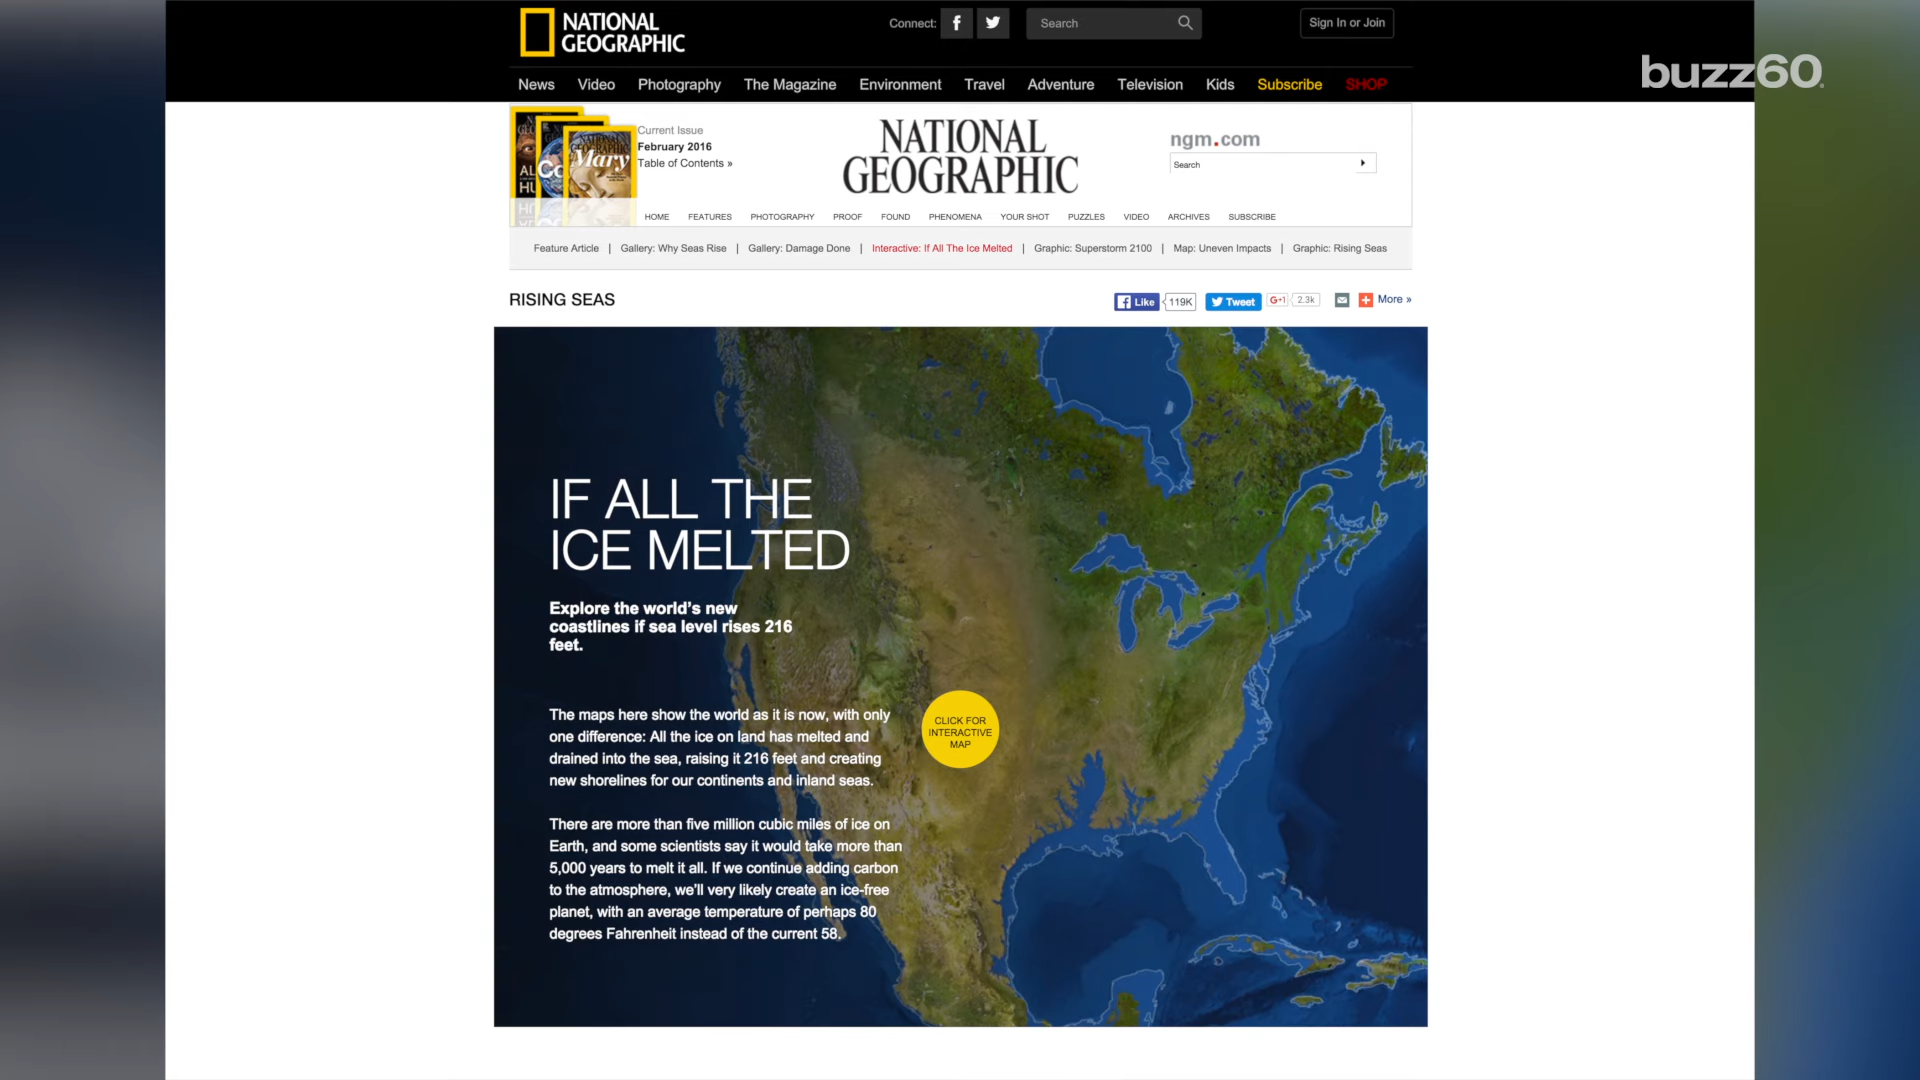 NATIONAL
GEOGRAPHIC
Connect:
Search
Sign In or Join
buzz60
News Video Photography The Magazine Environment Travel Adventure Television Kids Subscribe SHOP
Current Issue
February 2016
Table of Contents »
Mary
NATIONAL
GEOGRAPHIC
ngm.com
Search
HOME FEATURES PHOTOGRAPHY PROOF FOUND PHENOMENA YOUR SHOT PUZZLES VIDEO ARCHIVES SUBSCRIBE
Feature Article | Gallery: Why Seas Rise | Gallery: Damage Done | Interactive: If All The Ice Melted | Graphic: Superstorm 2100 | Map: Uneven Impacts | Graphic: Rising Seas
RISING SEAS
Like 119K Tweet G+1 2.3k More »
IF ALL THE
ICE MELTED
Explore the world's new
coastlines if sea level rises 216
feet.
The maps here show the world as it is now, with only
one difference: All the ice on land has melted and
drained into the sea, raising it 216 feet and creating
new shorelines for our continents and inland seas.
CLICK FOR
INTERACTIVE
MAP
There are more than five million cubic miles of ice on
Earth, and some scientists say it would take more than
5,000 years to melt it all. If we continue adding carbon
to the atmosphere, we'll very likely create an ice-free
planet, with an average temperature of perhaps 80
degrees Fahrenheit instead of the current 58.